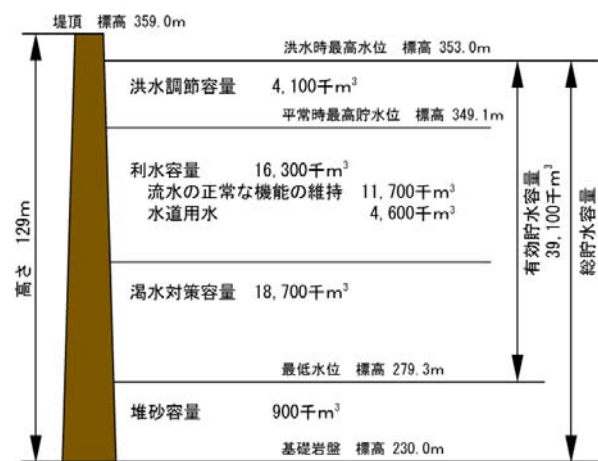 堤頂 標高 359.0m
洪水時最高水位 標高 353.0m
洪水調節容量 4,100千m³
平常時最高貯水位 標高 349.1m
利水容量 16,300千m³
流水の正常な機能の維持 11,700千m³
水道用水 4,600千m³
渇水対策容量 18,700千m³
最低水位 標高 279.3m
堆砂容量 900千m³
基礎岩盤 標高 230.0m
高さ 129m
有効貯水容量
39,100千m³
総貯水容量